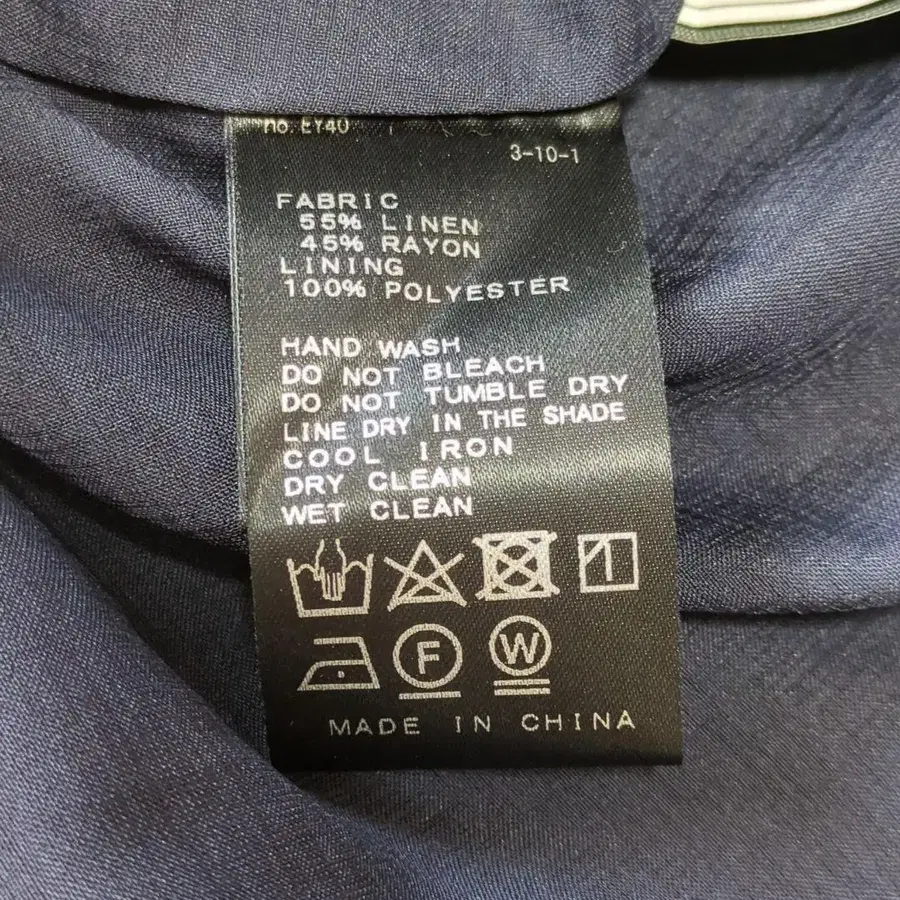 no. EY40
3-10-1
FABRIC
55% LINEN
45% RAYON
LINING
100% POLYESTER
HAND WASH
DO NOT BLEACH
DO NOT TUMBLE DRY
LINE DRY IN THE SHADE
COOL IRON
DRY CLEAN
WET CLEAN
F W
MADE IN CHINA